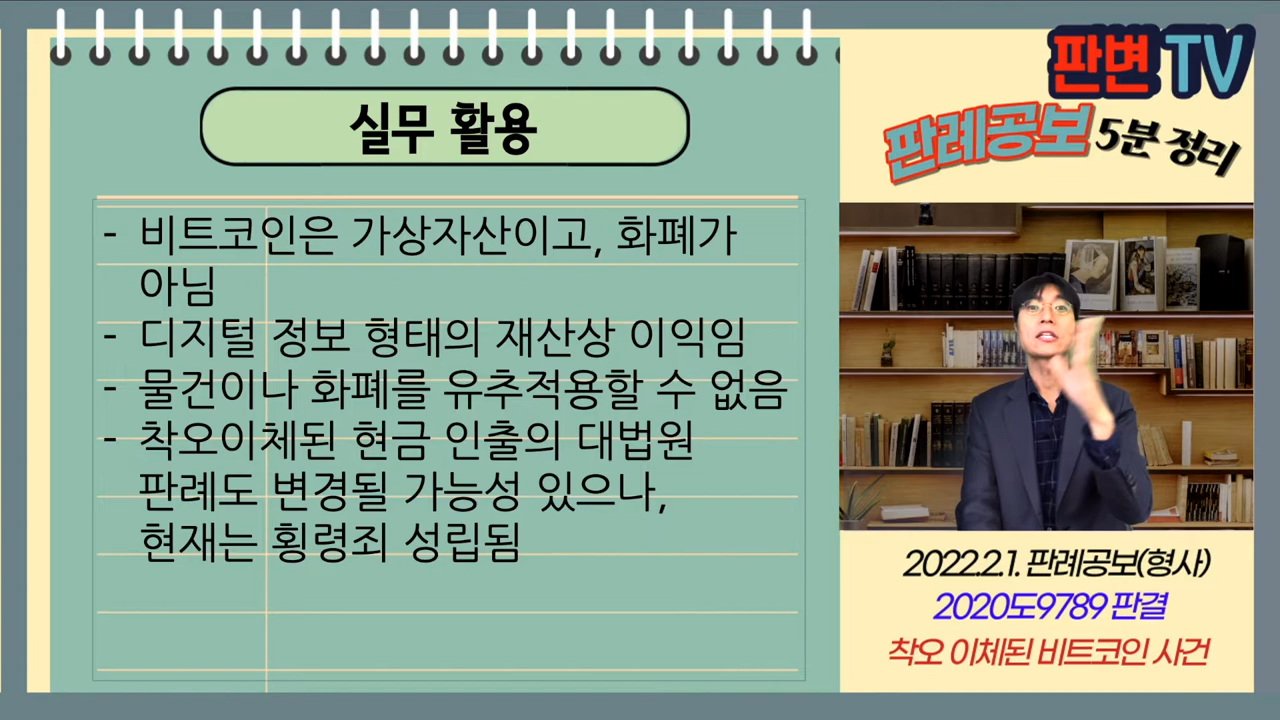 실무 활용
- 비트코인은 가상자산이고, 화폐가
아님
- 디지털 정보 형태의 재산상 이익임
- 물건이나 화폐를 유추적용할 수 없음
- 착오이체된 현금 인출의 대법원
판례도 변경될 가능성 있으나,
현재는 횡령죄 성립됨
판변 TV
판례공보 5분 정리
2022.2.1. 판례공보(형사)
2020도9789 판결
착오 이체된 비트코인 사건